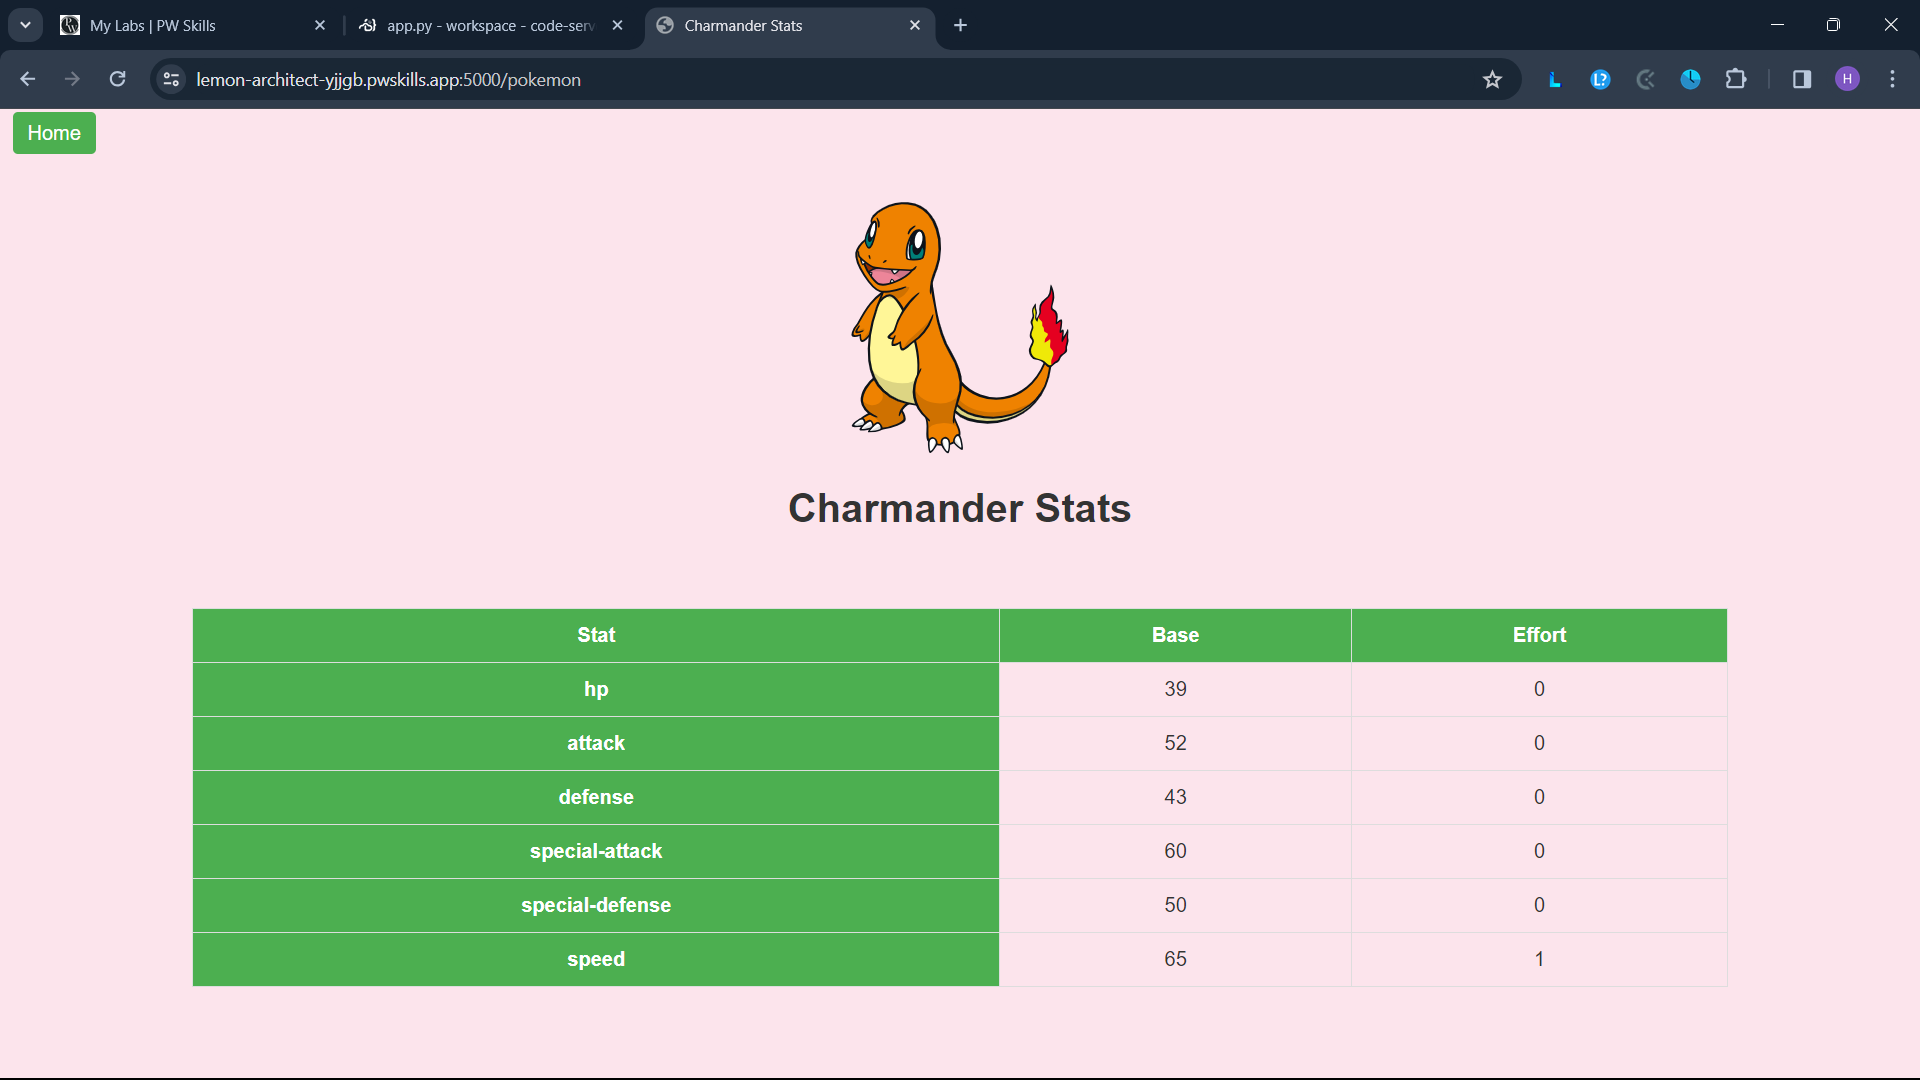 My Labs | PW Skills
app.py - workspace - code-serv
Charmander Stats
lemon-architect-yjjgb.pwskills.app:5000/pokemon
H
Home
Charmander Stats
Stat Base Effort
hp 39 0
attack 52 0
defense 43 0
special-attack 60 0
special-defense 50 0
speed 65 1